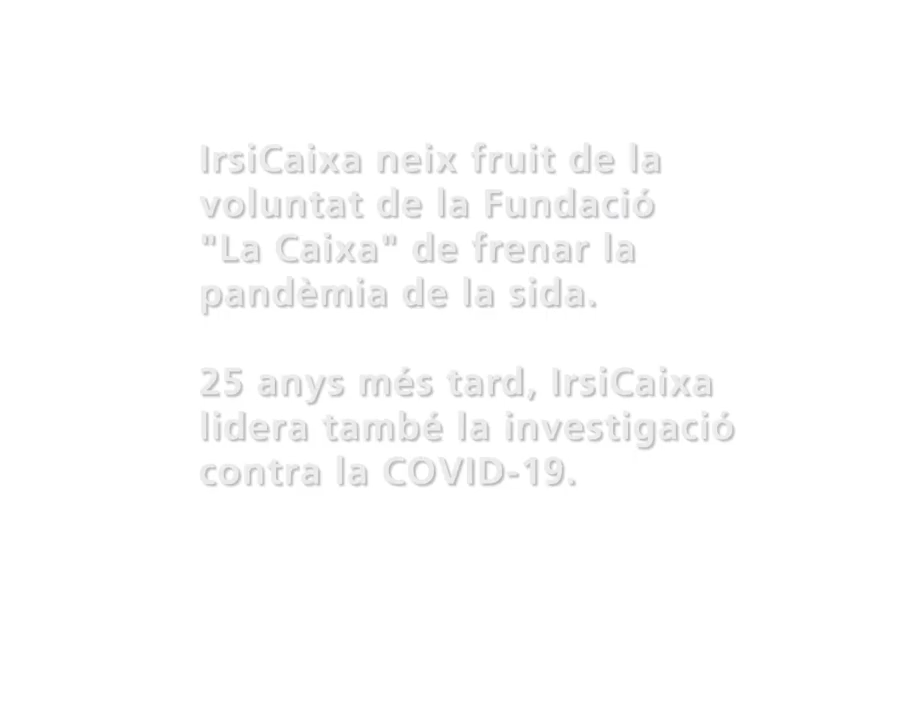 IrsiCaixa neix fruit de la
voluntat de la Fundació
"La Caixa" de frenar la
pandèmia de la sida.
25 anys més tard, IrsiCaixa
lidera també la investigació
contra la COVID-19.